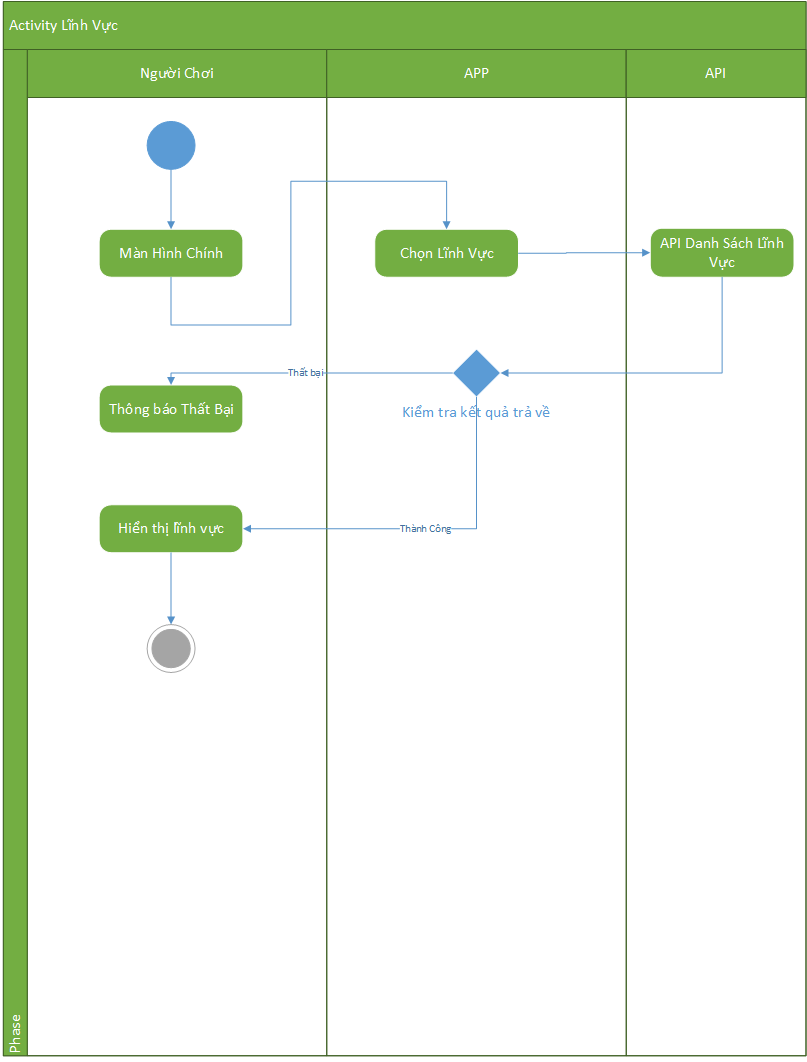 Activity Lĩnh Vực
Người Chơi
APP
API
Màn Hình Chính
Chọn Lĩnh Vực
API Danh Sách Lĩnh
Vực
Thất bại
Thông báo Thất Bại
Kiểm tra kết quả trả về
Hiển thị lĩnh vực
Thành Công
Phase